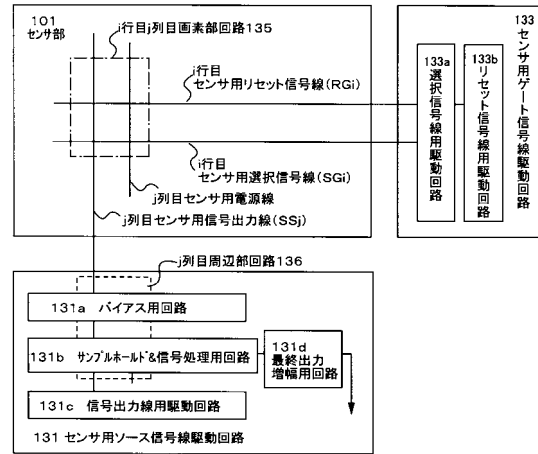 101
センサ部
i行目j列目画素部回路135
i行目
センサ用リセット信号線(RGi)
i行目
センサ用選択信号線(SGi)
j列目センサ用電源線
j列目センサ用信号出力線(SSj)
133
センサ用ゲート信号線駆動回路
133a
選択信号線用駆動回路
133b
リセット信号線用駆動回路
j列目周辺部回路136
131a バイアス用回路
131b サンプルホールド&信号処理用回路
131d
最終出力
増幅用回路
131c 信号出力線用駆動回路
131 センサ用ソース信号線駆動回路